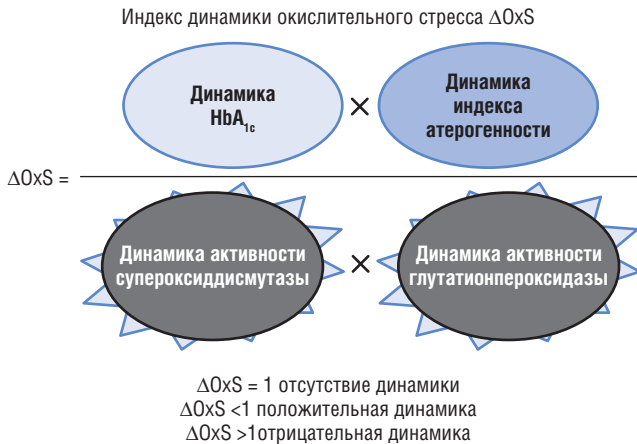 Индекс динамики окислительного стресса ΔOxS
Динамика
HbA1c
×
Динамика
индекса
атерогенности
ΔOxS =
Динамика активности
супероксиддисмутазы
×
Динамика активности
глутатионпероксидазы
ΔOxS = 1 отсутствие динамики
ΔOxS <1 положительная динамика
ΔOxS >1отрицательная динамика